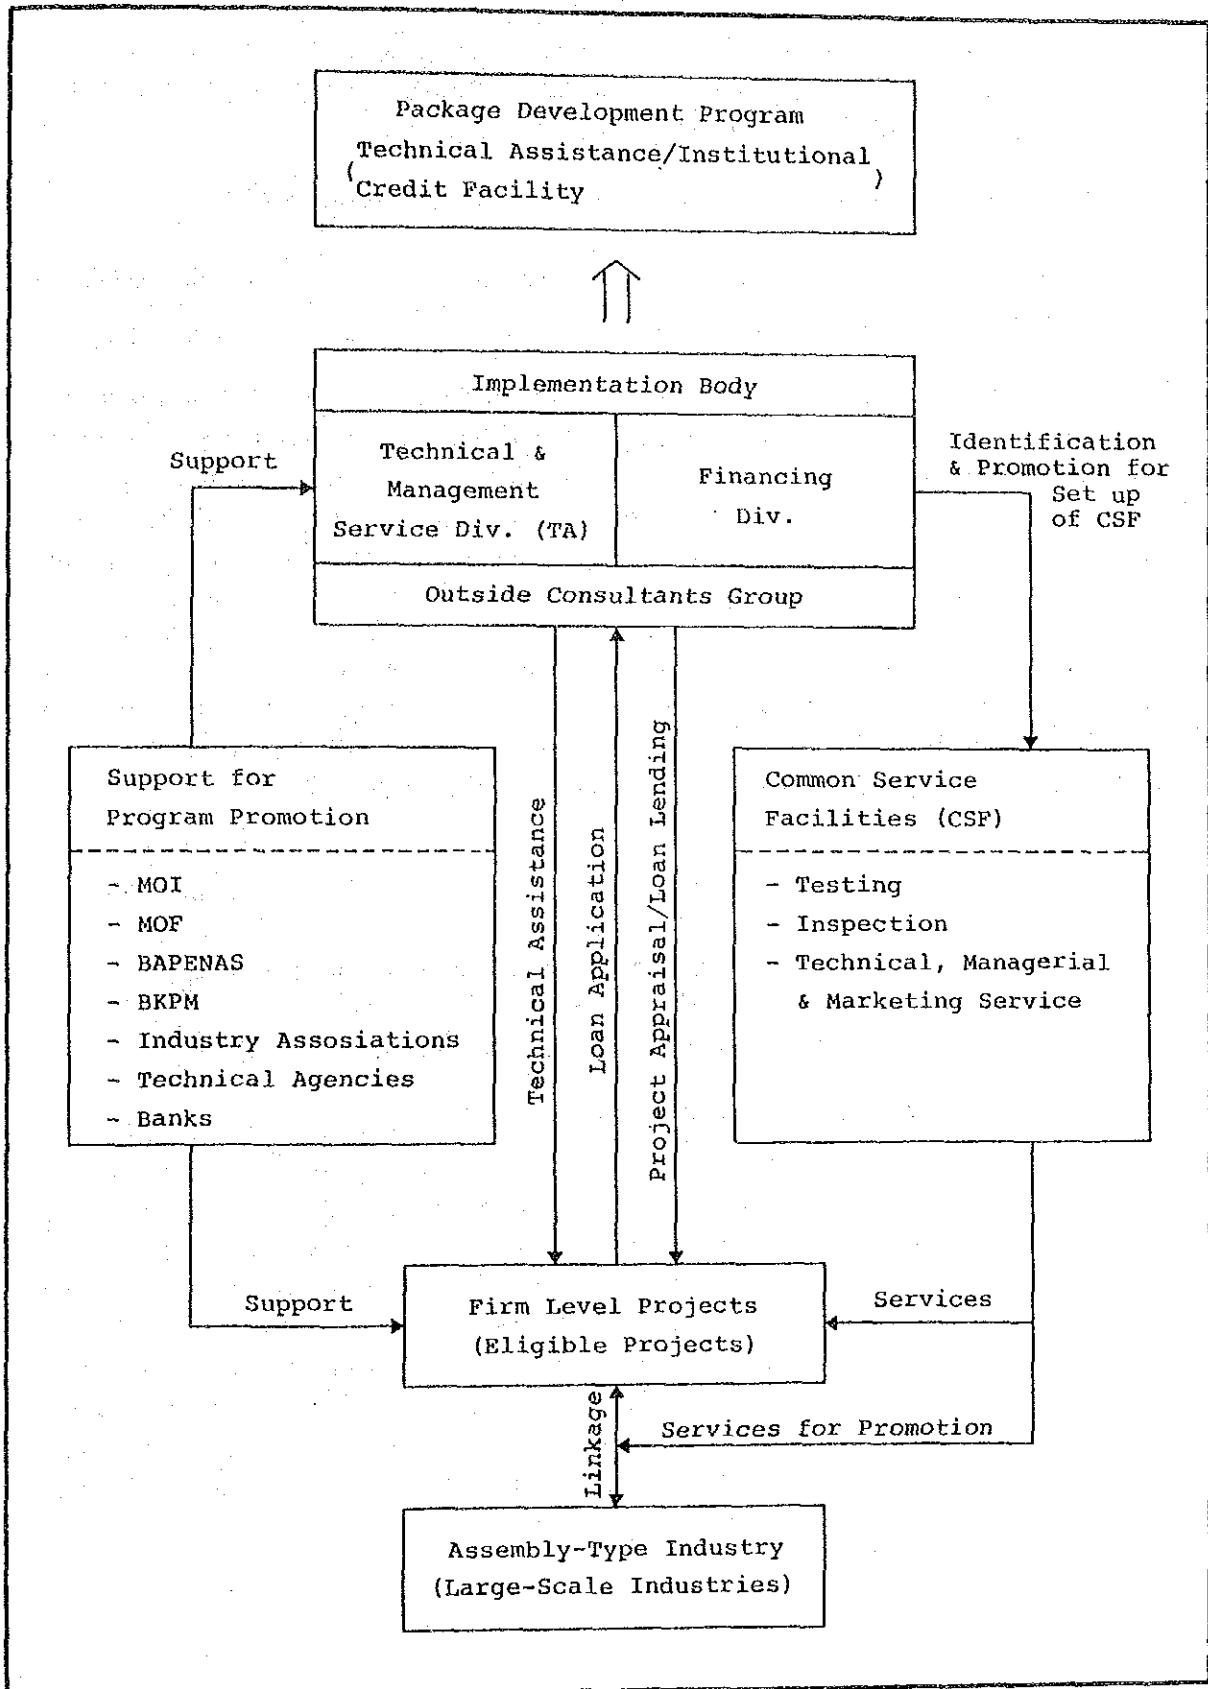 Package Development Program
(Technical Assistance/Institutional
Credit Facility)
Implementation Body
Technical &
Management
Service Div. (TA)
Financing
Div.
Outside Consultants Group
Support
Identification
& Promotion for
Set up
of CSF
Support for
Program Promotion
- MOI
- MOF
- BAPENAS
- BKPM
- Industry Assosiations
- Technical Agencies
- Banks
Technical Assistance
Loan Application
Project Appraisal/Loan Lending
Common Service
Facilities (CSF)
- Testing
- Inspection
- Technical, Managerial
& Marketing Service
Support
Firm Level Projects
(Eligible Projects)
Services
Linkage
Services for Promotion
Assembly-Type Industry
(Large-Scale Industries)